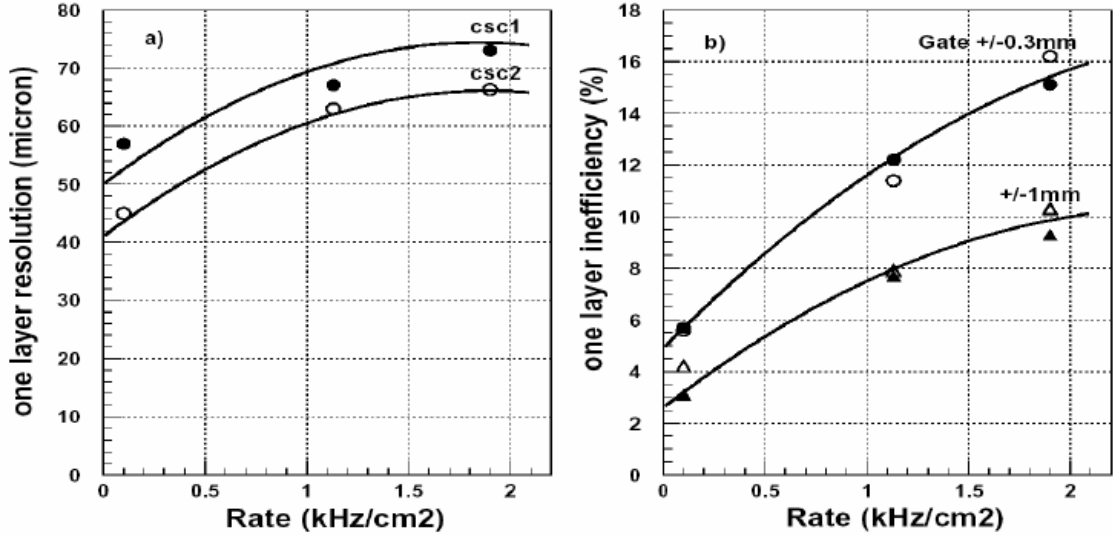 80
70
60
50
40
30
20
10
0
one layer resolution (micron)
a)
csc1
csc2
0
0.5
1
1.5
2
Rate (kHz/cm2)
18
16
14
12
10
8
6
4
2
0
one layer inefficiency (%)
b)
Gate +/-0.3mm
+/-1mm
0
0.5
1
1.5
2
Rate (kHz/cm2)